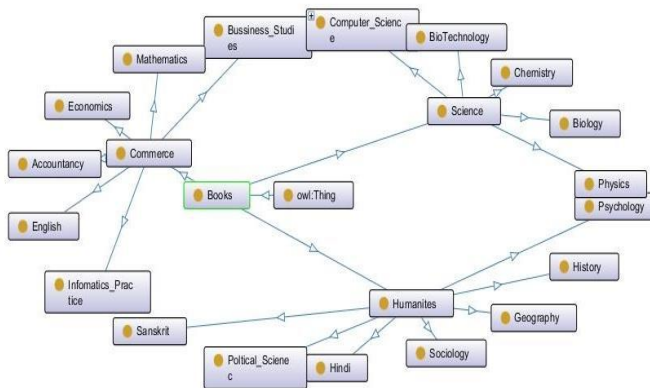 Bussiness_Studi
es
Computer_Scienc
e
BioTechnology
Mathematics
Chemistry
Economics
Science
Biology
Accountancy
Commerce
Physics
Psychology
Books
owl:Thing
English
History
Infomatics_Prac
tice
Humanites
Geography
Sanskrit
Poltical_Scienec
c
Hindi
Sociology